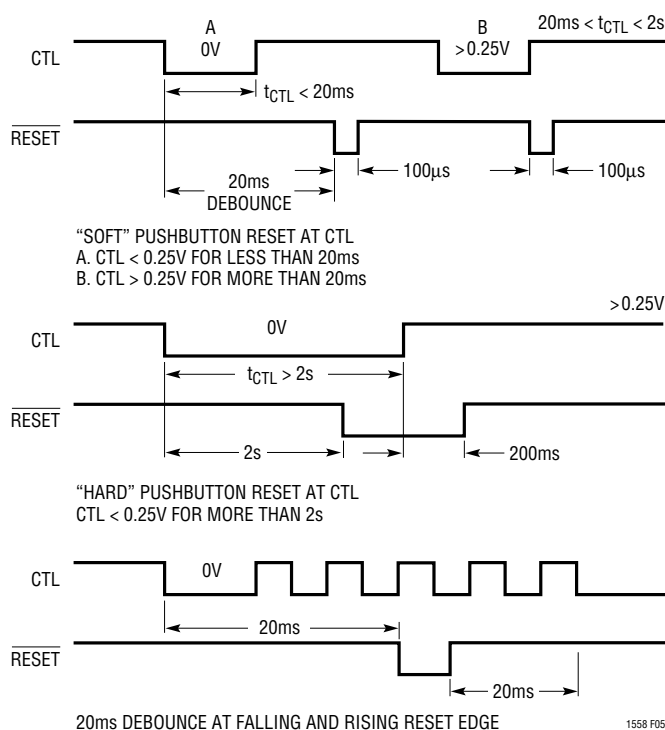 A
0V
B
>0.25V
20ms < tCTL < 2s
CTL
tCTL < 20ms
RESET
100µs
100µs
20ms
DEBOUNCE
“SOFT” PUSHBUTTON RESET AT CTL
A. CTL < 0.25V FOR LESS THAN 20ms
B. CTL > 0.25V FOR MORE THAN 20ms
0V
>0.25V
CTL
tCTL > 2s
RESET
2s
200ms
“HARD” PUSHBUTTON RESET AT CTL
CTL < 0.25V FOR MORE THAN 2s
CTL
0V
20ms
RESET
20ms
20ms DEBOUNCE AT FALLING AND RISING RESET EDGE
1558 F05